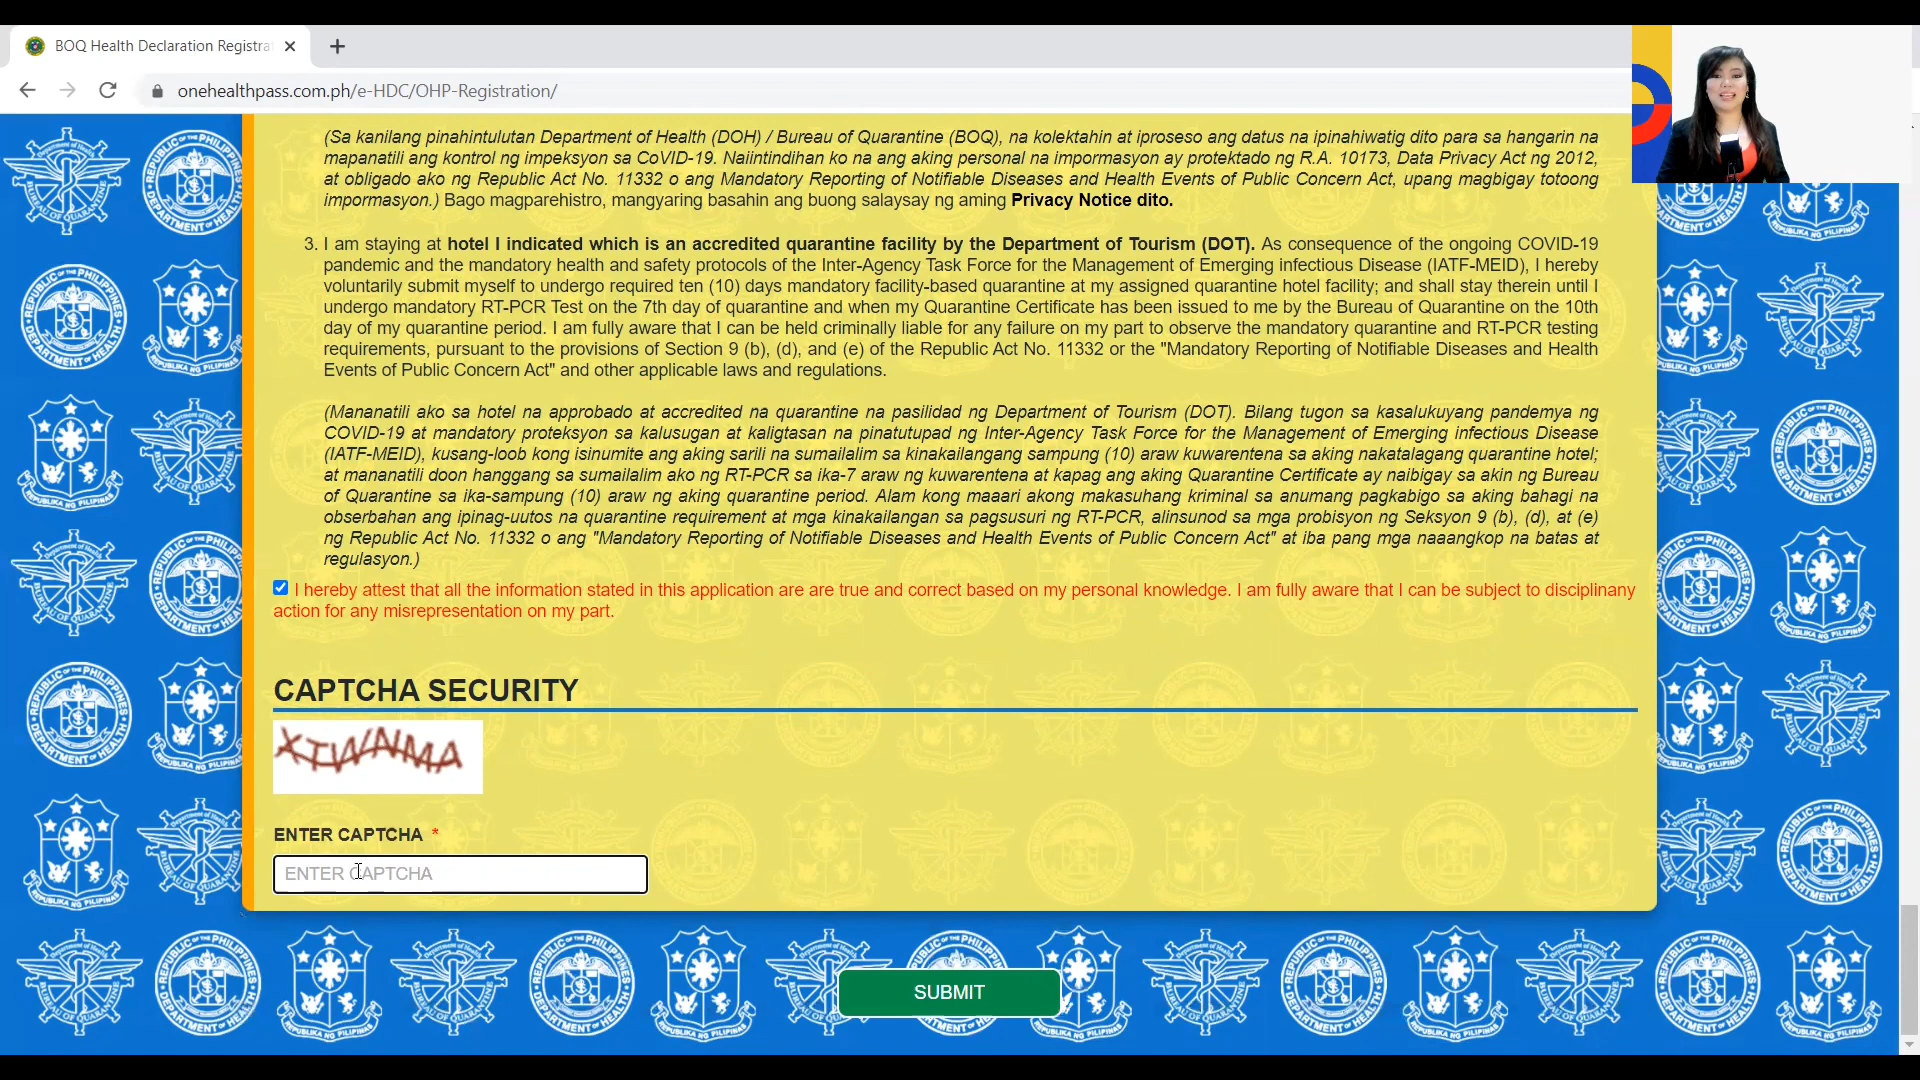 BOQ Health Declaration Registra
onehealthpass.com.ph/e-HDC/OHP-Registration/
(Sa kanilang pinahintulutan Department of Health (DOH) / Bureau of Quarantine (BOQ), na kolektahin at iproseso ang datus na ipinahiwatig dito para sa hangarin na
mapanatili ang kontrol ng impeksyon sa CoVID-19. Naiintindihan ko na ang aking personal na impormasyon ay protektado ng R.A. 10173, Data Privacy Act ng 2012,
at obligado ako ng Republic Act No. 11332 o ang Mandatory Reporting of Notifiable Diseases and Health Events of Public Concern Act, upang magbigay totoong
impormasyon.) Bago magparehistro, mangyaring basahin ang buong salaysay ng aming Privacy Notice dito.
3. I am staying at hotel I indicated which is an accredited quarantine facility by the Department of Tourism (DOT). As consequence of the ongoing COVID-19
pandemic and the mandatory health and safety protocols of the Inter-Agency Task Force for the Management of Emerging infectious Disease (IATF-MEID), I hereby
voluntarily submit myself to undergo required ten (10) days mandatory facility-based quarantine at my assigned quarantine hotel facility; and shall stay therein until I
undergo mandatory RT-PCR Test on the 7th day of quarantine and when my Quarantine Certificate has been issued to me by the Bureau of Quarantine on the 10th
day of my quarantine period. I am fully aware that I can be held criminally liable for any failure on my part to observe the mandatory quarantine and RT-PCR testing
requirements, pursuant to the provisions of Section 9 (b), (d), and (e) of the Republic Act No. 11332 or the "Mandatory Reporting of Notifiable Diseases and Health
Events of Public Concern Act" and other applicable laws and regulations.
(Mananatili ako sa hotel na approbado at accredited na quarantine na pasilidad ng Department of Tourism (DOT). Bilang tugon sa kasalukuyang pandemya ng
COVID-19 at mandatory proteksyon sa kalusugan at kaligtasan na pinatutupad ng Inter-Agency Task Force for the Management of Emerging infectious Disease
(IATF-MEID), kusang-loob kong isinumite ang aking sarili na sumailalim sa kinakailangang sampung (10) araw kuwarentena sa aking nakatalagang quarantine hotel;
at mananatili doon hanggang sa sumailalim ako ng RT-PCR sa ika-7 araw ng kuwarentena at kapag ang aking Quarantine Certificate ay naibigay sa akin ng Bureau
of Quarantine sa ika-sampung (10) araw ng aking quarantine period. Alam kong maaari akong makasuhang kriminal sa anumang pagkabigo sa aking bahagi na
obserbahan ang ipinag-uutos na quarantine requirement at mga kinakailangan sa pagsusuri ng RT-PCR, alinsunod sa mga probisyon ng Seksyon 9 (b), (d), at (e)
ng Republic Act No. 11332 o ang "Mandatory Reporting of Notifiable Diseases and Health Events of Public Concern Act" at iba pang mga naaangkop na batas at
regulasyon.)
I hereby attest that all the information stated in this application are are true and correct based on my personal knowledge. I am fully aware that I can be subject to disciplinany
action for any misrepresentation on my part.
CAPTCHA SECURITY
XTWNMA
ENTER CAPTCHA *
ENTER CAPTCHA
SUBMIT